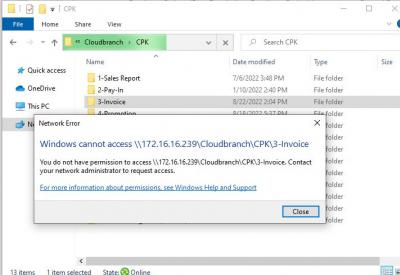 CPK
File
Home
Share
View
« Cloudbranch > CPK
Search CPK
Name
Date modified
Type
Size
Quick access
OneDrive
This PC
1-Sales Report 7/6/2022 3:48 PM File folder
2-Pay-In 1/10/2022 2:40 PM File folder
3-Invoice 8/22/2022 2:04 PM File folder
4-Promotion 8/18/2022 5:37 PM File folder
Network Error
Windows cannot access \\172.16.16.239\Cloudbranch\CPK\3-Invoice
You do not have permission to access \\172.16.16.239\Cloudbranch\CPK\3-Invoice. Contact
your network administrator to request access.
For more information about permissions, see Windows Help and Support
Close
13 items
1 item selected
State:
Online